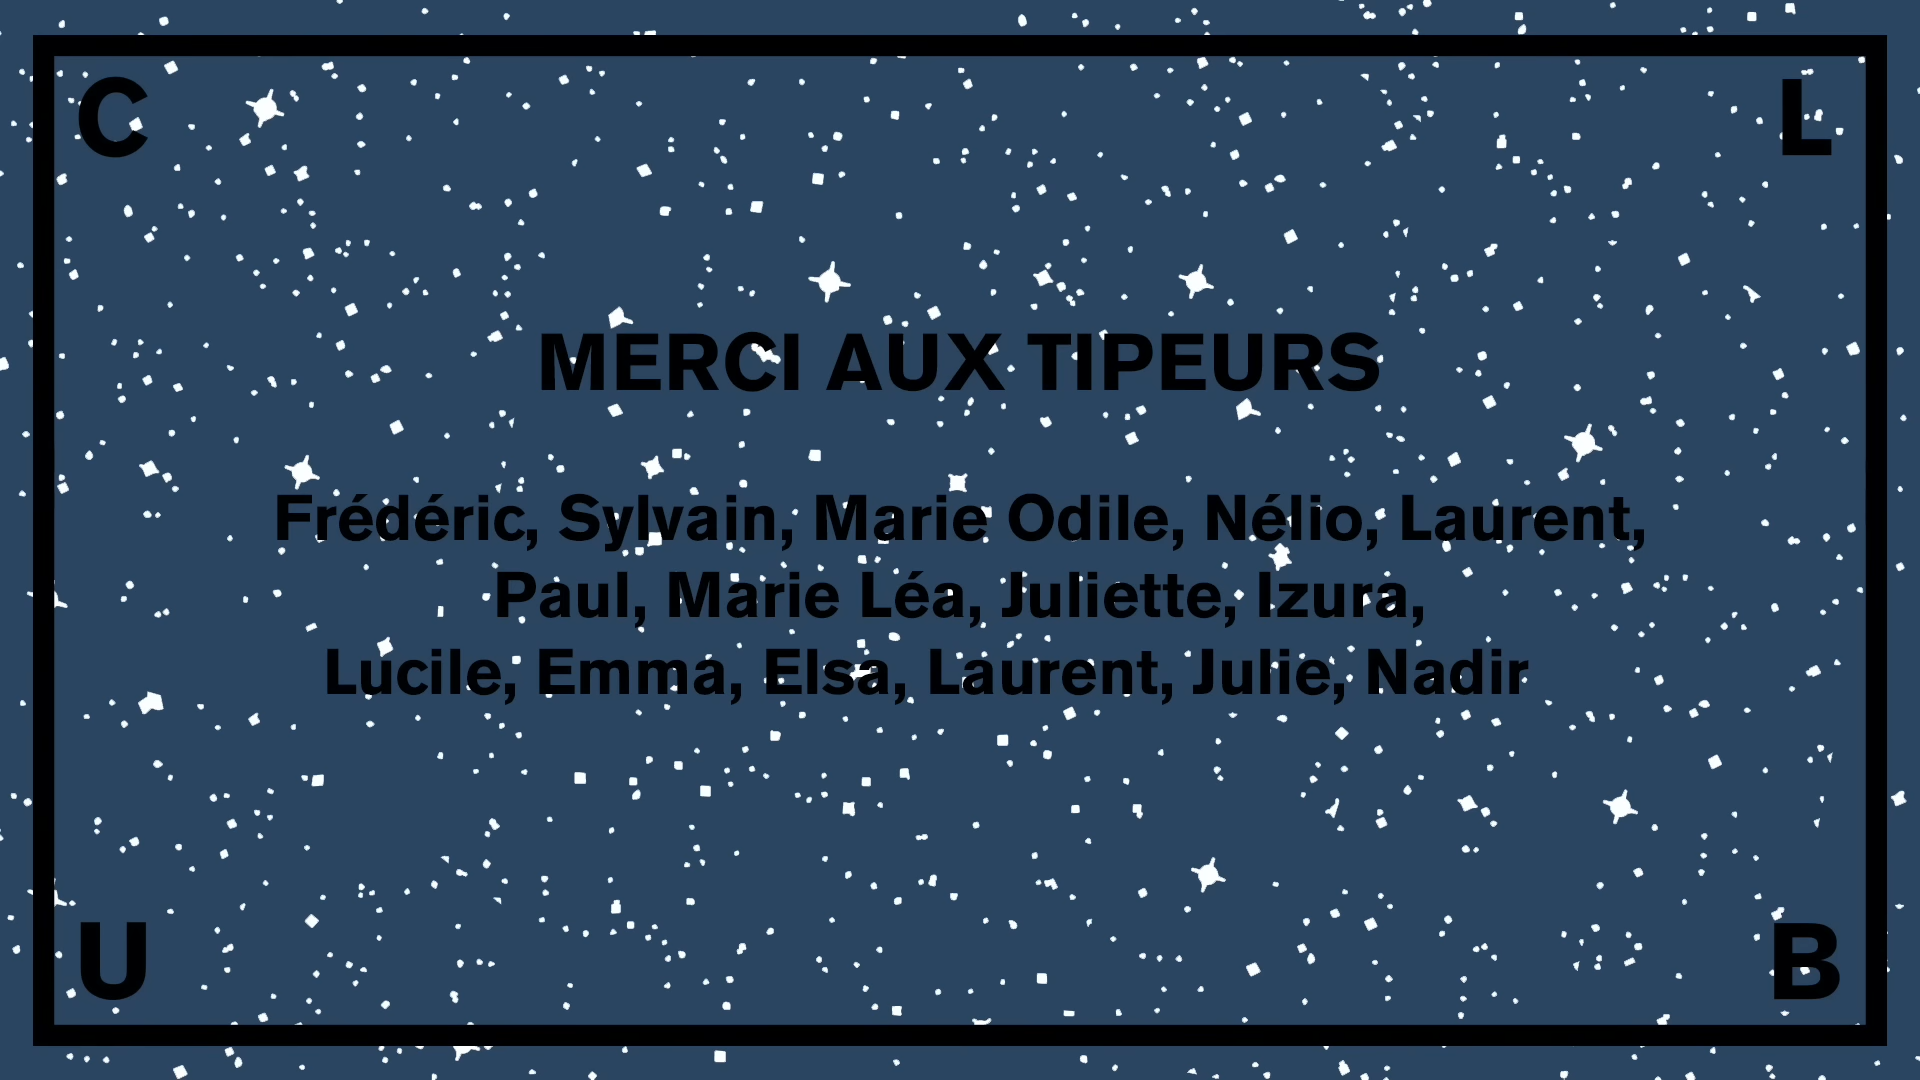 C L
MERCI AUX TIPEURS
Frédéric, Sylvain, Marie Odile, Nélio, Laurent,
Paul, Marie Léa, Juliette, Izura,
Lucile, Emma, Elsa, Laurent, Julie, Nadir
U B